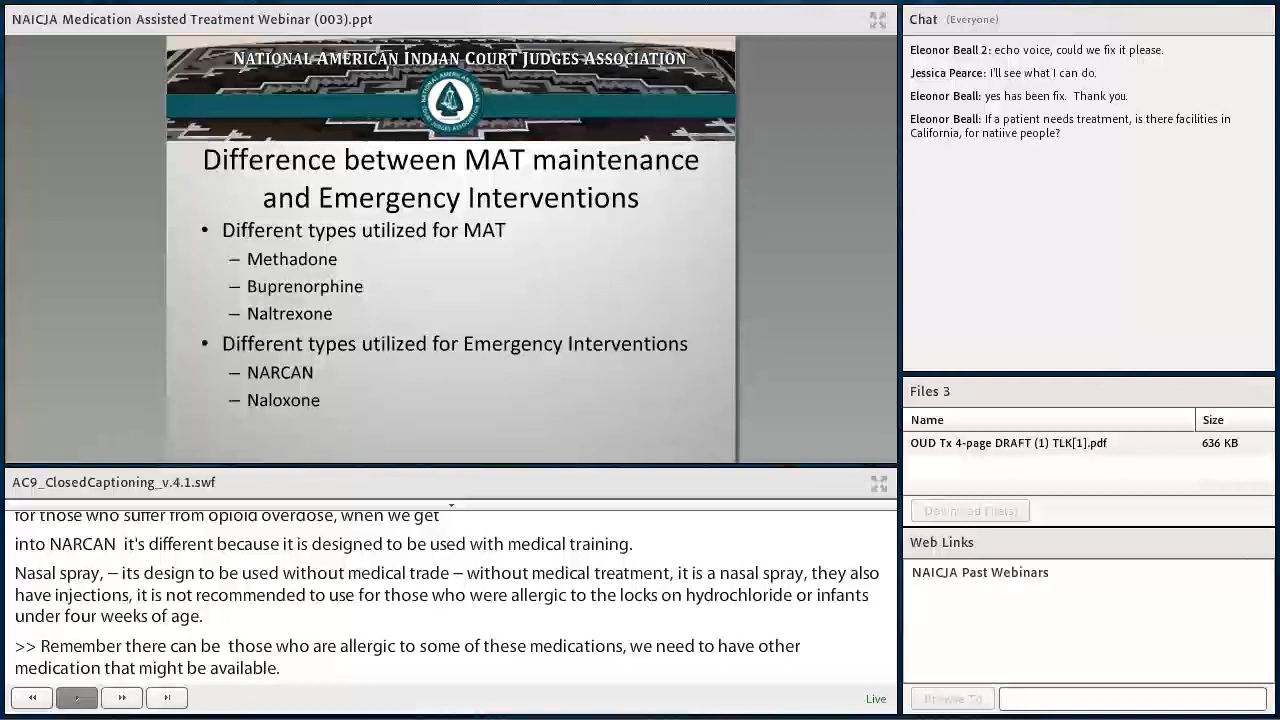 NAICJA Medication Assisted Treatment Webinar (003).ppt
NATIONAL AMERICAN INDIAN COURT JUDGES ASSOCIATION
Difference between MAT maintenance
and Emergency Interventions
• Different types utilized for MAT
– Methadone
– Buprenorphine
– Naltrexone
• Different types utilized for Emergency Interventions
– NARCAN
– Naloxone
AC9_ClosedCaptioning_v.4.1.swf
for those who suffer from opioid overdose, when we get
into NARCAN it's different because it is designed to be used with medical training.
Nasal spray, – its design to be used without medical trade – without medical treatment, it is a nasal spray, they also
have injections, it is not recommended to use for those who were allergic to the locks on hydrochloride or infants
under four weeks of age.
>> Remember there can be those who are allergic to some of these medications, we need to have other
medication that might be available.
Live
Chat (Everyone)
Eleonor Beall 2: echo voice, could we fix it please.
Jessica Pearce: I'll see what I can do.
Eleonor Beall: yes has been fix. Thank you.
Eleonor Beall: If a patient needs treatment, is there facilities in
California, for natiive people?
Files 3
Name Size
OUD Tx 4-page DRAFT (1) TLK[1].pdf 636 KB
Download File(s)
Web Links
NAICJA Past Webinars
Browse To